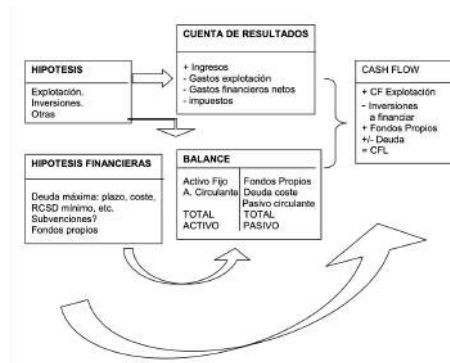 CUENTA DE RESULTADOS
+ Ingresos
- Gastos explotación
- Gastos financieros netos
- impuestos
HIPOTESIS
Explotación.
Inversiones.
Otras
CASH FLOW
+ CF Explotación
- Inversiones
a financiar
+ Fondos Propios
+/- Deuda
= CFL
HIPOTESIS FINANCIERAS
Deuda máxima: plazo, coste,
RCSD mínimo, etc.
Subvenciones?
Fondos propios
BALANCE
Activo Fijo
A. Circulante
TOTAL
ACTIVO
Fondos Propios
Deuda coste
Pasivo circulante
TOTAL
PASIVO